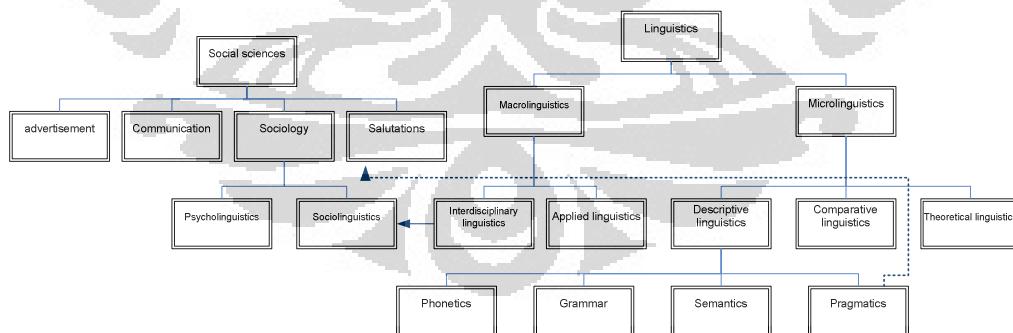 Linguistics
Social sciences
Macrolinguistics
Microlinguistics
advertisement
Communication
Sociology
Salutations
Psycholinguistics
Sociolinguistics
Interdisciplinary
linguistics
Applied linguistics
Descriptive
linguistics
Comparative
linguistics
Theoretical linguistic
Phonetics
Grammar
Semantics
Pragmatics